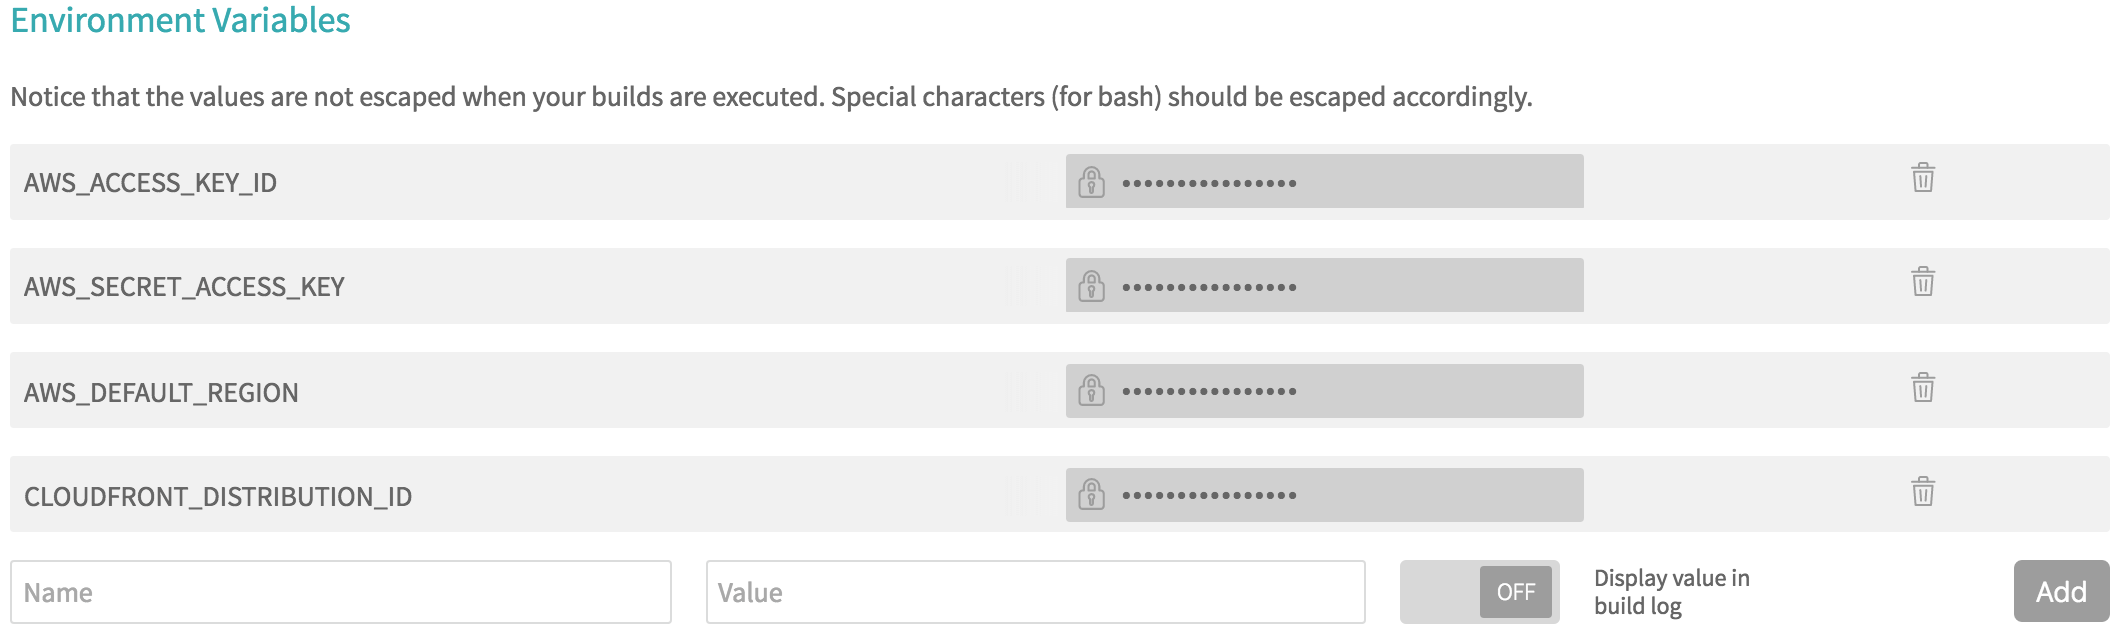 Environment Variables
Notice that the values are not escaped when your builds are executed. Special characters (for bash) should be escaped accordingly.
AWS_ACCESS_KEY_ID ••••••••••••••••
AWS_SECRET_ACCESS_KEY ••••••••••••••••
AWS_DEFAULT_REGION ••••••••••••••••
CLOUDFRONT_DISTRIBUTION_ID ••••••••••••••••
Name
Value
OFF
Display value in
build log
Add